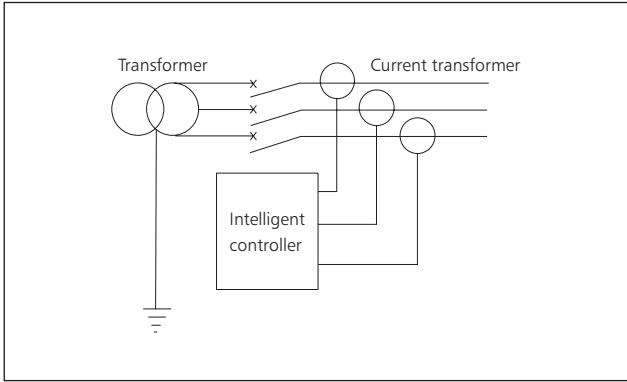 Transformer
Current transformer
Intelligent
controller